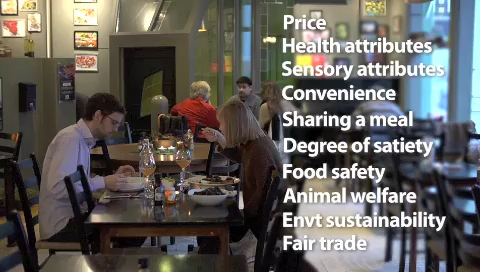 Price
Health attributes
Sensory attributes
Convenience
Sharing a meal
Degree of satiety
Food safety
Animal welfare
Envt sustainability
Fair trade